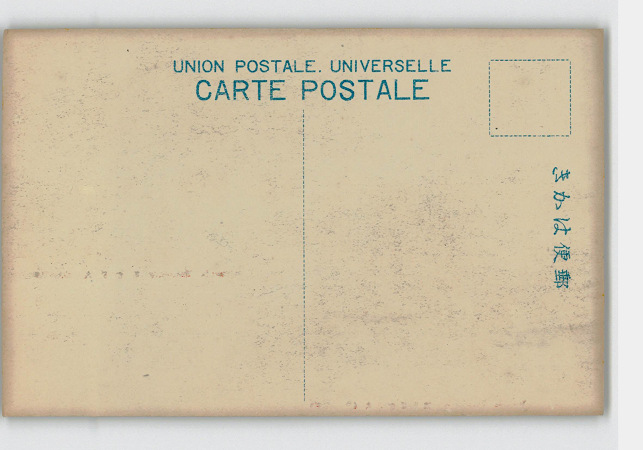 UNION POSTALE. UNIVERSELLE
CARTE POSTALE
きかは便郵